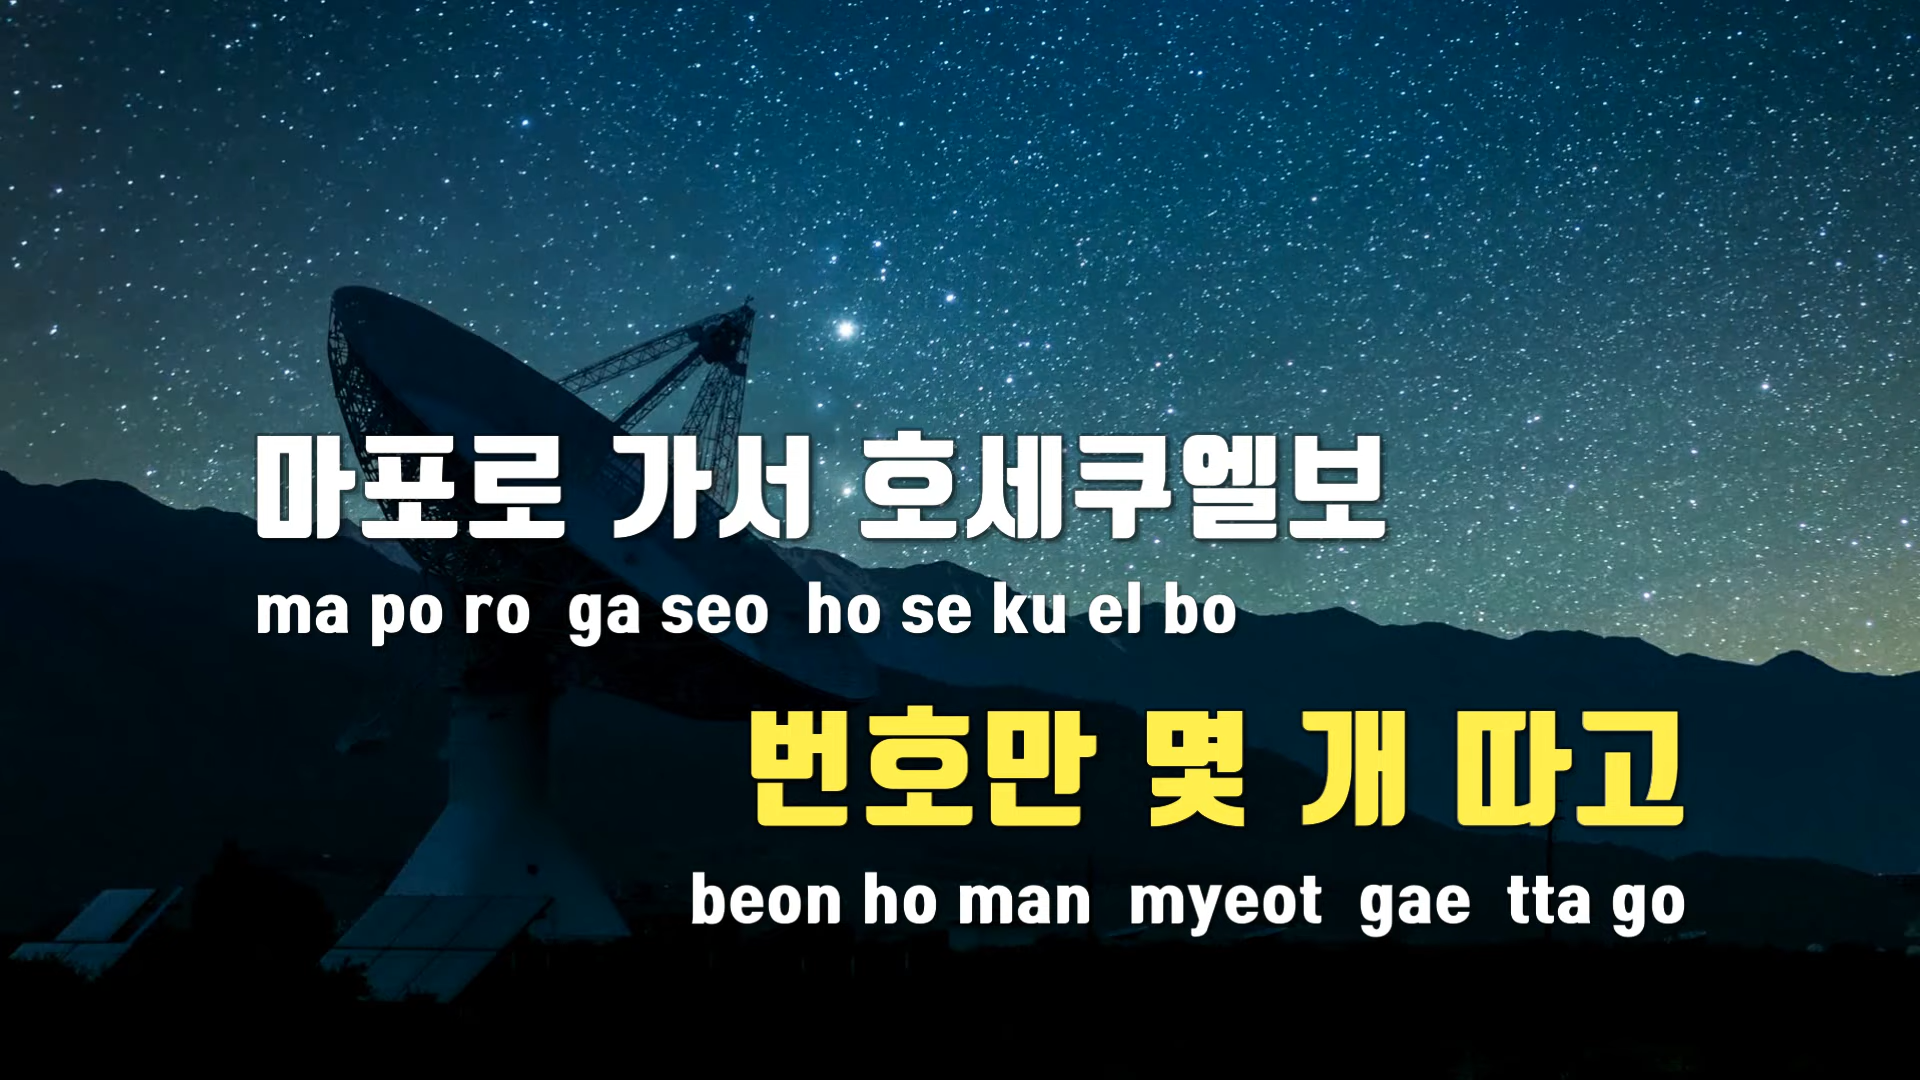 마포로 가서 호세쿠엘보
ma po ro ga seo ho se ku el bo
번호만 몇 개 따고
beon ho man myeot gae tta go